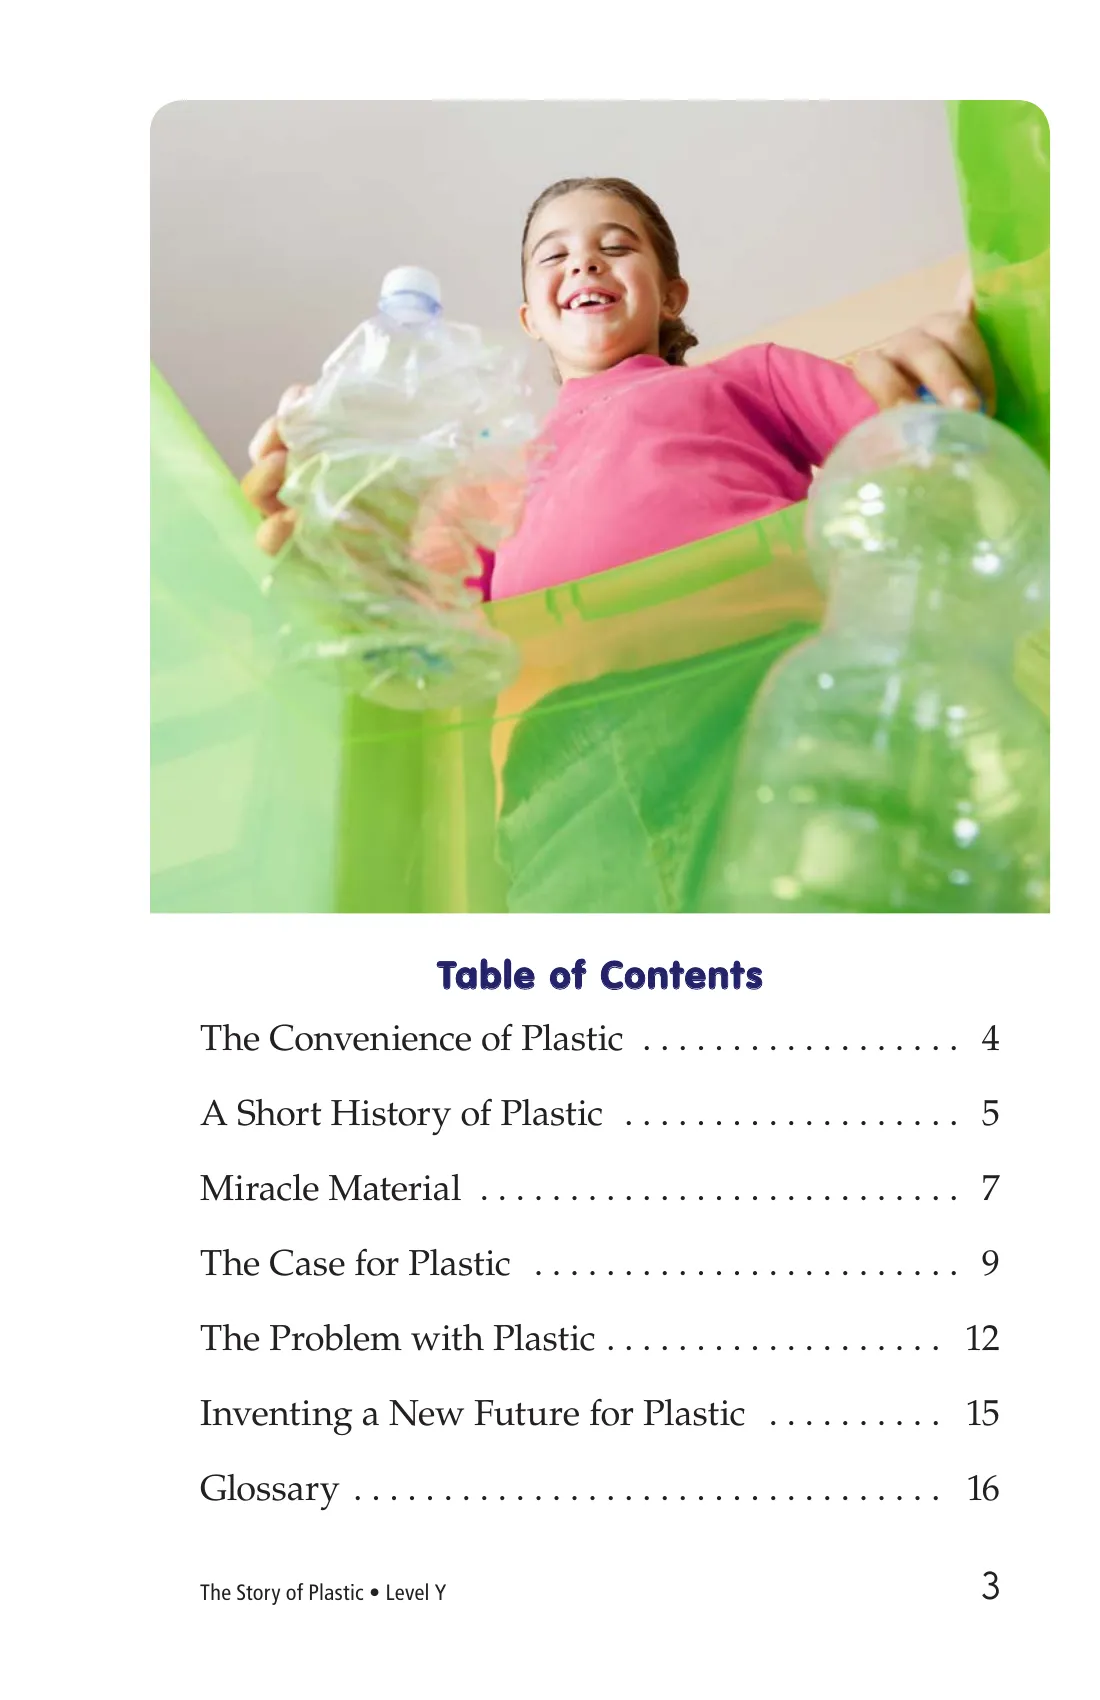 Table of Contents
The Convenience of Plastic . . . . . . . . . . . . . . . . . . 4
A Short History of Plastic . . . . . . . . . . . . . . . . . . . 5
Miracle Material . . . . . . . . . . . . . . . . . . . . . . . . . . . 7
The Case for Plastic . . . . . . . . . . . . . . . . . . . . . . . . 9
The Problem with Plastic . . . . . . . . . . . . . . . . . . . 12
Inventing a New Future for Plastic . . . . . . . . . . 15
Glossary . . . . . . . . . . . . . . . . . . . . . . . . . . . . . . . . . 16
The Story of Plastic • Level Y 3